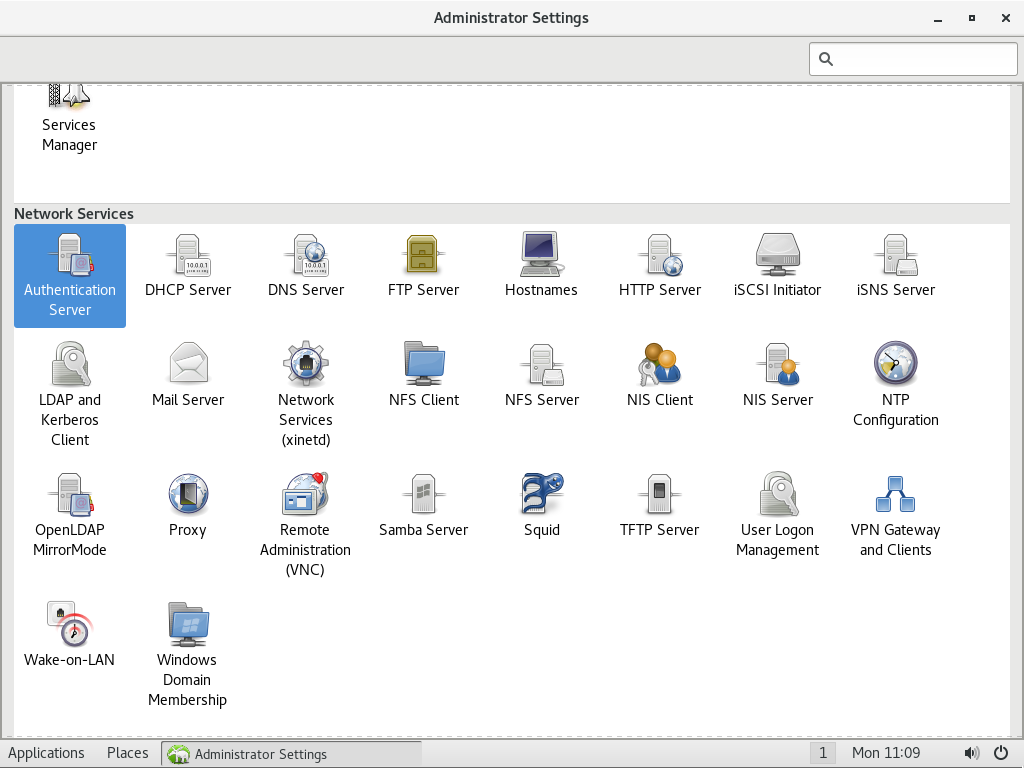 Administrator Settings
Services
Manager
Network Services
Authentication
Server
DHCP Server
DNS Server
FTP Server
Hostnames
HTTP Server
iSCSI Initiator
iSNS Server
LDAP and
Kerberos
Client
Mail Server
Network
Services
(xinetd)
NFS Client
NFS Server
NIS Client
NIS Server
NTP
Configuration
OpenLDAP
MirrorMode
Proxy
Remote
Administration
(VNC)
Samba Server
Squid
TFTP Server
User Logon
Management
VPN Gateway
and Clients
Wake-on-LAN
Windows
Domain
Membership
Applications Places Administrator Settings 1 Mon 11:09